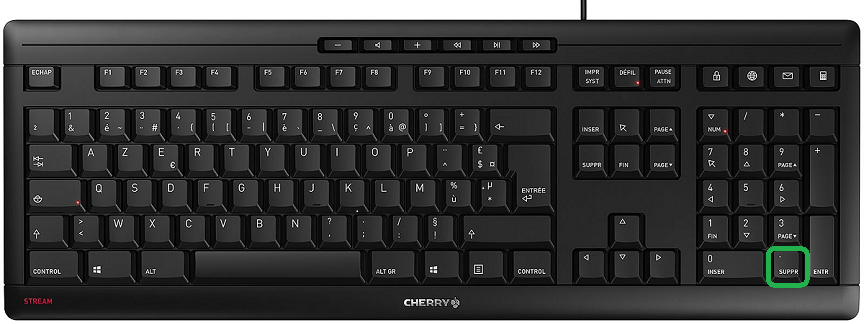 ECHAP F1 F2 F3 F4 F5 F6 F7 F8 F9 F10 F11 F12 IMPR SYST DÉFIL PAUSE ATTN
² 1 & 2 é ~ 3 " # 4 ' { 5 ( [ 6 - | 7 è ` 8 _ \ 9 ç ^ 0 à @ ° ) ] + = } INSER PAGE NUM / * -
A Z E € R T Y U I O P ¨ ^ £ $ ¤ ENTRÉE SUPPR FIN PAGE 7 8 9 PAGE +
Q S D F G H J K L M % ù µ * 4 5 6
> < W X C V B N ? , . ; / : § ! 1 FIN 2 3 PAGE
CONTROL ALT ALT GR CONTROL 0 INSER . SUPPR ENTR
STREAM CHERRY